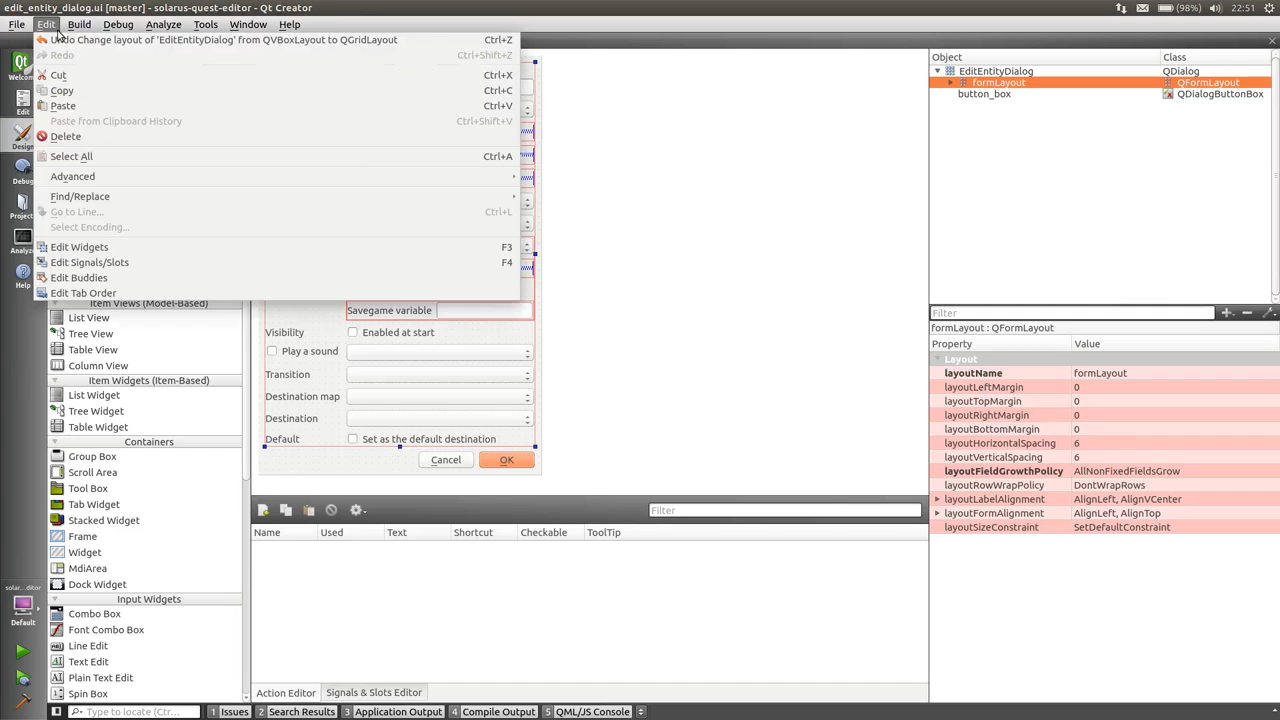 edit_entity_dialog.ui [master] - solarus-quest-editor - Qt Creator
22:51
File Edit Build Debug Analyze Tools Window Help
Undo Change layout of 'EditEntityDialog' from QVBoxLayout to QGridLayout Ctrl+Z
Redo Ctrl+Shift+Z
Cut Ctrl+X
Copy Ctrl+C
Paste Ctrl+V
Paste from Clipboard History Ctrl+Shift+V
Delete
Select All Ctrl+A
Advanced
Find/Replace
Go to Line... Ctrl+L
Select Encoding...
Edit Widgets F3
Edit Signals/Slots F4
Edit Buddies
Edit Tab Order
Welcom
Edit
Design
Debug
Project
Analyze
Help
solar...ditor
Default
Item Views (Model-Based)
List View
Tree View
Table View
Column View
Item Widgets (Item-Based)
List Widget
Tree Widget
Table Widget
Containers
Group Box
Scroll Area
Tool Box
Tab Widget
Stacked Widget
Frame
Widget
MdiArea
Dock Widget
Input Widgets
Combo Box
Font Combo Box
Line Edit
Text Edit
Plain Text Edit
Spin Box
Savegame variable
Visibility Enabled at start
Play a sound
Transition
Destination map
Destination
Default Set as the default destination
Cancel OK
Filter
Name Used Text Shortcut Checkable ToolTip
Action Editor Signals & Slots Editor
Object Class
EditEntityDialog QDialog
formLayout QFormLayout
button_box QDialogButtonBox
Filter
formLayout : QFormLayout
Property Value
Layout
layoutName formLayout
layoutLeftMargin 0
layoutTopMargin 0
layoutRightMargin 0
layoutBottomMargin 0
layoutHorizontalSpacing 6
layoutVerticalSpacing 6
layoutFieldGrowthPolicy AllNonFixedFieldsGrow
layoutRowWrapPolicy DontWrapRows
layoutLabelAlignment AlignLeft, AlignVCenter
layoutFormAlignment AlignLeft, AlignTop
layoutSizeConstraint SetDefaultConstraint
Type to locate (Ctrl+... 1 Issues 2 Search Results 3 Application Output 4 Compile Output 5 QML/JS Console